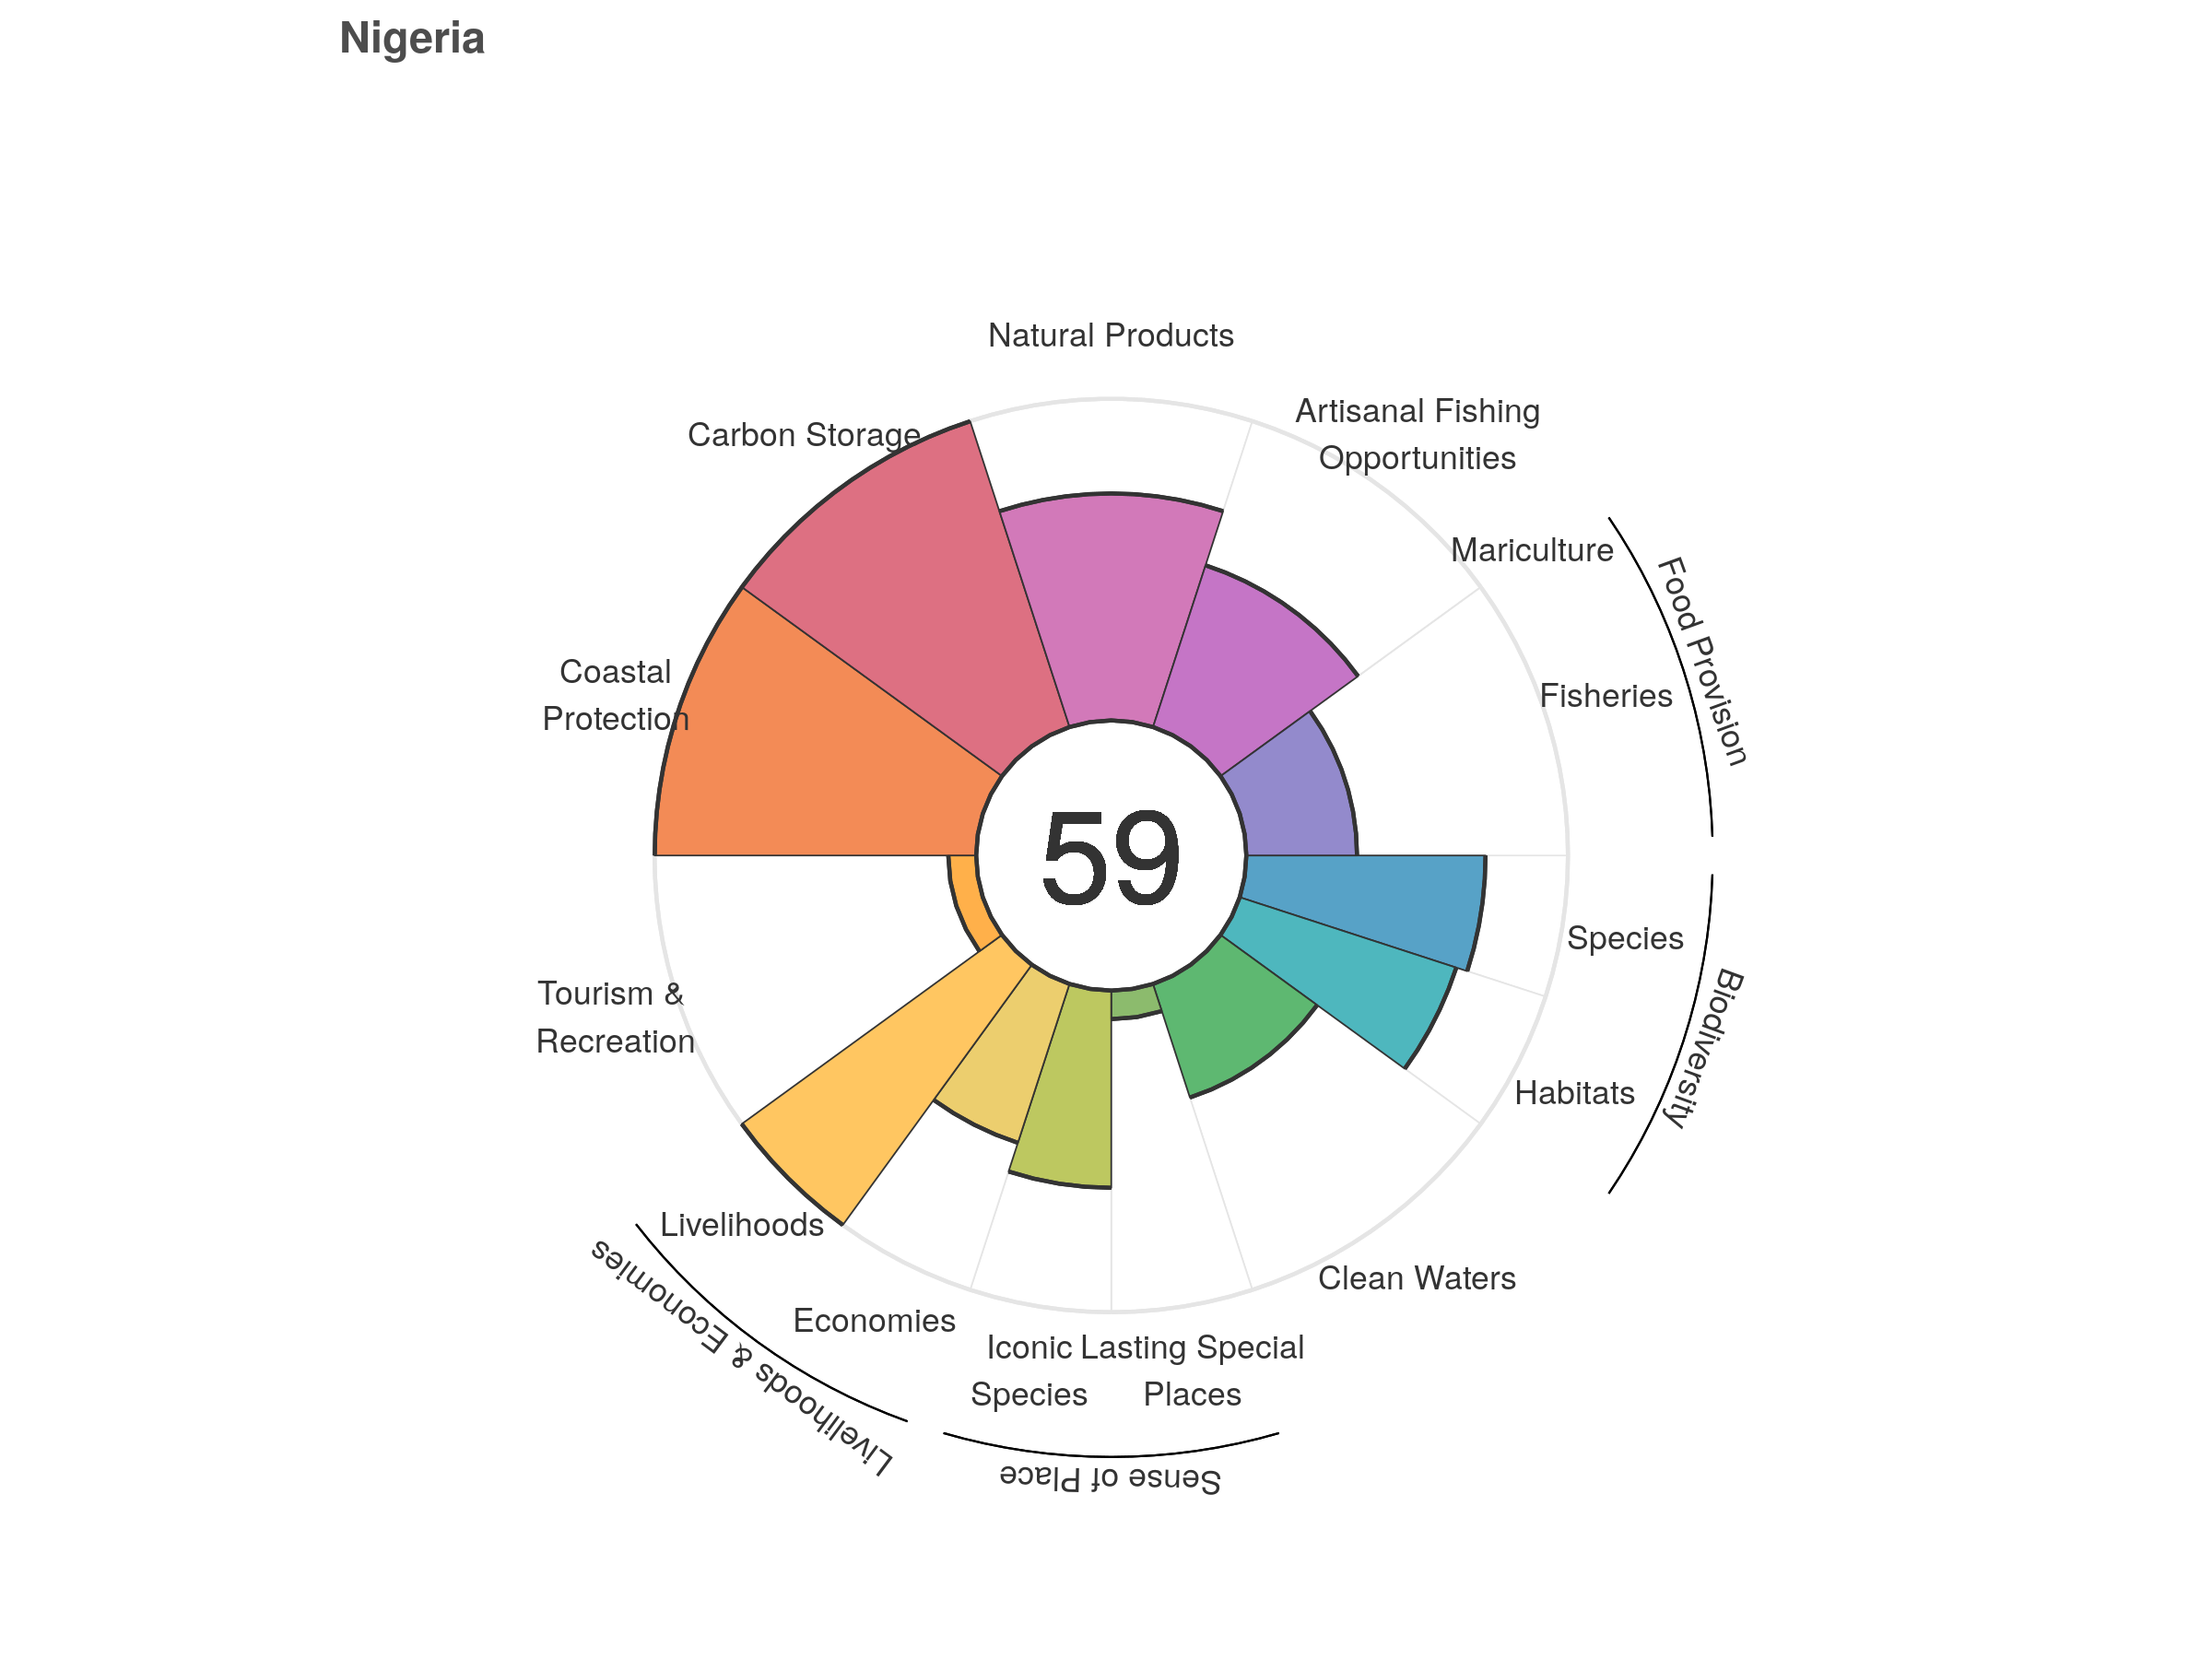 Nigeria
Natural Products
Artisanal Fishing
Opportunities
Carbon Storage
Mariculture
Food Provision
Fisheries
Coastal
Protection
59
Species
Biodiversity
Habitats
Tourism &
Recreation
Livelihoods
Livelihoods & Economies
Clean Waters
Economies
Iconic
Species
Lasting Special
Places
Sense of Place